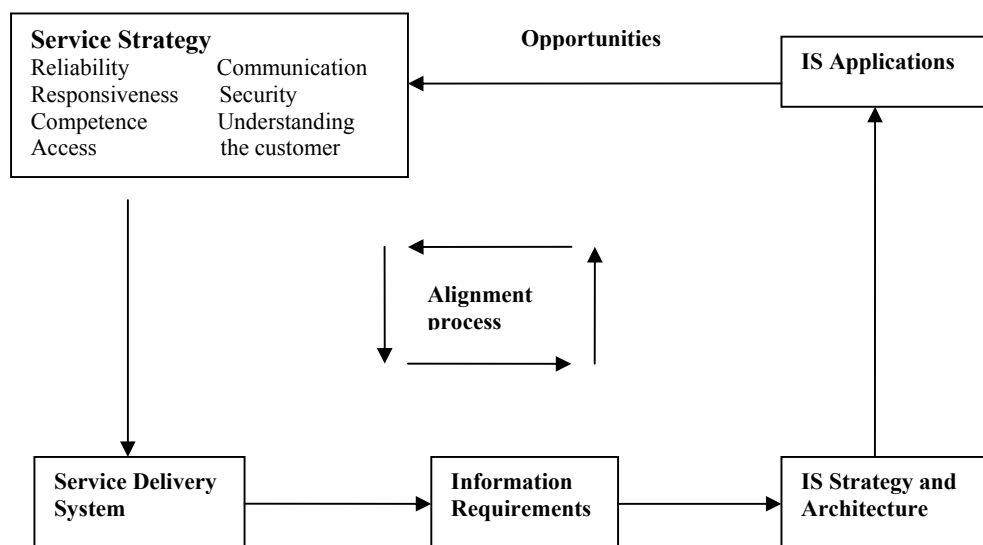 Service Strategy
Reliability Communication
Responsiveness Security
Competence Understanding
Access the customer
Opportunities
IS Applications
Alignment
process
Service Delivery
System
Information
Requirements
IS Strategy and
Architecture